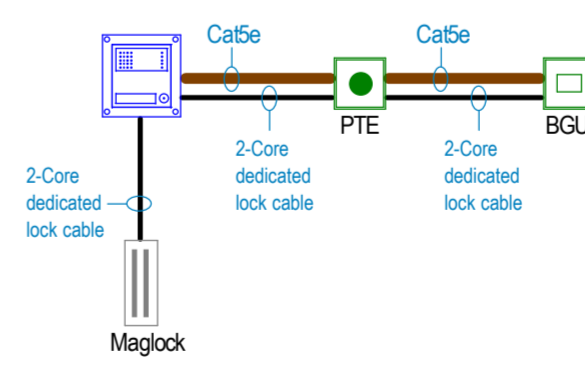 Cat5e
Cat5e
PTE
BGU
2-Core
dedicated
lock cable
2-Core
dedicated
lock cable
2-Core
dedicated
lock cable
Maglock